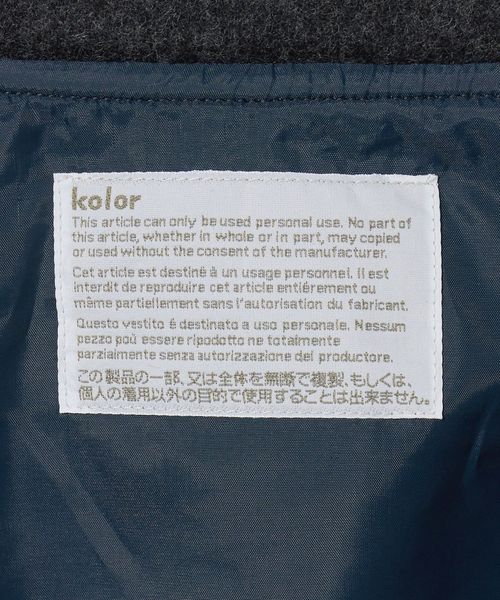 kolor
This article can only be used personal use. No part of
this article, whether in whole or in part, may copied
or used without the consent of the manufacturer.
Cet article est destiné à un usage personnel. Il est
interdit de reproduire cet article entiérement ou
même partiellement sans l'autorisation du fabricant.
Questo vestito é destinato a uso personale. Nessum
pezzo poù essere ripodotto ne totalmente
parzialmente senza autorizzazione del productore.
この製品の一部、又は全体を無断で複製、もしくは、
個人の着用以外の目的で使用することは出来ません。